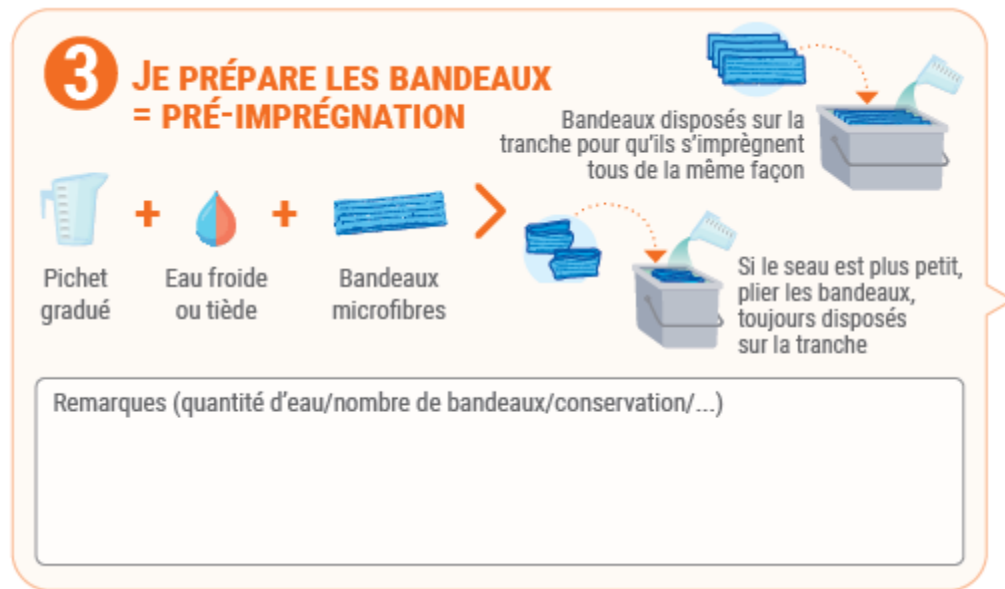 3
JE PRÉPARE LES BANDEAUX
= PRÉ-IMPRÉGNATION
Bandeaux disposés sur la
tranche pour qu'ils s'imprègnent
tous de la même façon
+
+
Pichet
gradué
Eau froide
ou tiède
Bandeaux
microfibres
Si le seau est plus petit,
plier les bandeaux,
toujours disposés
sur la tranche
Remarques (quantité d'eau/nombre de bandeaux/conservation/...)